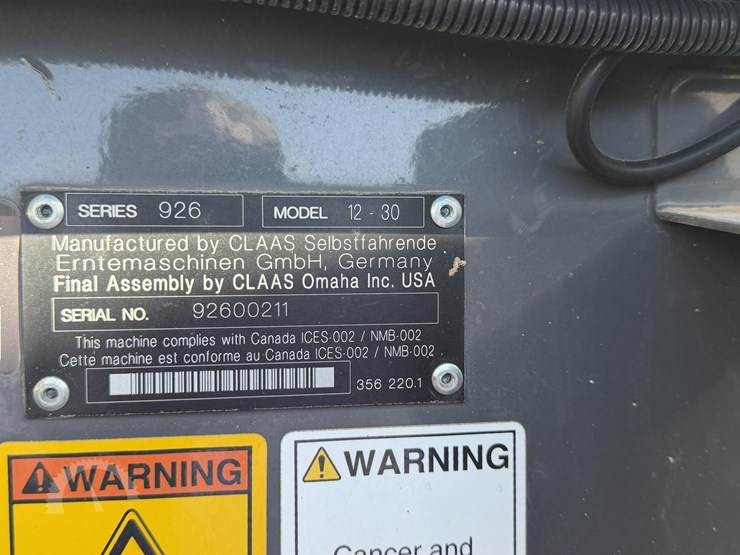 SERIES 926 MODEL 12 - 30
Manufactured by CLAAS Selbstfahrende
Erntemaschinen GmbH, Germany
Final Assembly by CLAAS Omaha Inc. USA
SERIAL NO. 92600211
This machine complies with Canada ICES-002 / NMB-002
Cette machine est conforme au Canada ICES-002 / NMB-002
356 220.1
WARNING
WARNING
Cancer and